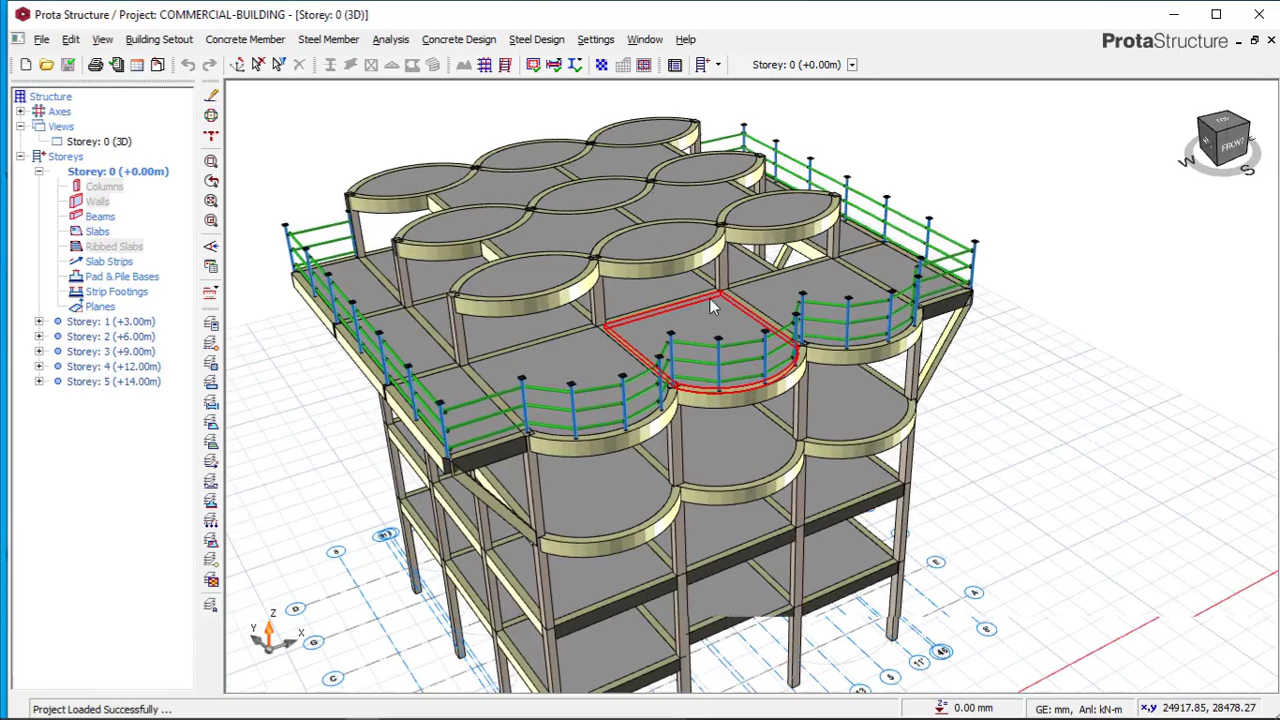 Prota Structure / Project: COMMERCIAL-BUILDING - [Storey: 0 (3D)]
File Edit View Building Setout Concrete Member Steel Member Analysis Concrete Design Steel Design Settings Window Help
ProtaStructure
Storey: 0 (+0.00m)
Structure
Axes
Views
Storey: 0 (3D)
Storeys
Storey: 0 (+0.00m)
Columns
Walls
Beams
Slabs
Ribbed Slabs
Slab Strips
Pad & Pile Bases
Strip Footings
Planes
Storey: 1 (+3.00m)
Storey: 2 (+6.00m)
Storey: 3 (+9.00m)
Storey: 4 (+12.00m)
Storey: 5 (+14.00m)
FRONT
W
S
Z
Y
X
B
D
G
C
E
A
5
11'
Project Loaded Successfully ...
Z=
0.00 mm
GE: mm, Anl: kN-m
x,y
24917.85, 28478.27